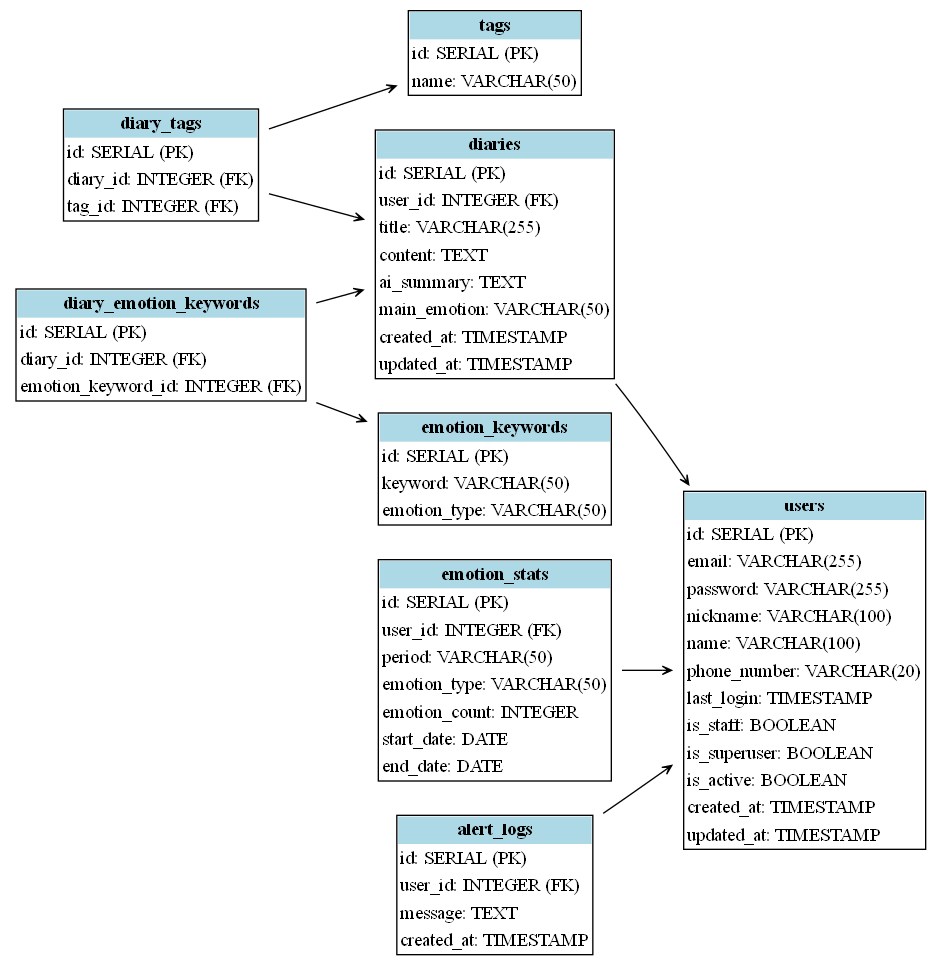 tags
id: SERIAL (PK)
name: VARCHAR(50)
diary_tags
id: SERIAL (PK)
diary_id: INTEGER (FK)
tag_id: INTEGER (FK)
diaries
id: SERIAL (PK)
user_id: INTEGER (FK)
title: VARCHAR(255)
content: TEXT
ai_summary: TEXT
main_emotion: VARCHAR(50)
created_at: TIMESTAMP
updated_at: TIMESTAMP
diary_emotion_keywords
id: SERIAL (PK)
diary_id: INTEGER (FK)
emotion_keyword_id: INTEGER (FK)
emotion_keywords
id: SERIAL (PK)
keyword: VARCHAR(50)
emotion_type: VARCHAR(50)
users
id: SERIAL (PK)
email: VARCHAR(255)
password: VARCHAR(255)
nickname: VARCHAR(100)
name: VARCHAR(100)
phone_number: VARCHAR(20)
last_login: TIMESTAMP
is_staff: BOOLEAN
is_superuser: BOOLEAN
is_active: BOOLEAN
created_at: TIMESTAMP
updated_at: TIMESTAMP
emotion_stats
id: SERIAL (PK)
user_id: INTEGER (FK)
period: VARCHAR(50)
emotion_type: VARCHAR(50)
emotion_count: INTEGER
start_date: DATE
end_date: DATE
alert_logs
id: SERIAL (PK)
user_id: INTEGER (FK)
message: TEXT
created_at: TIMESTAMP